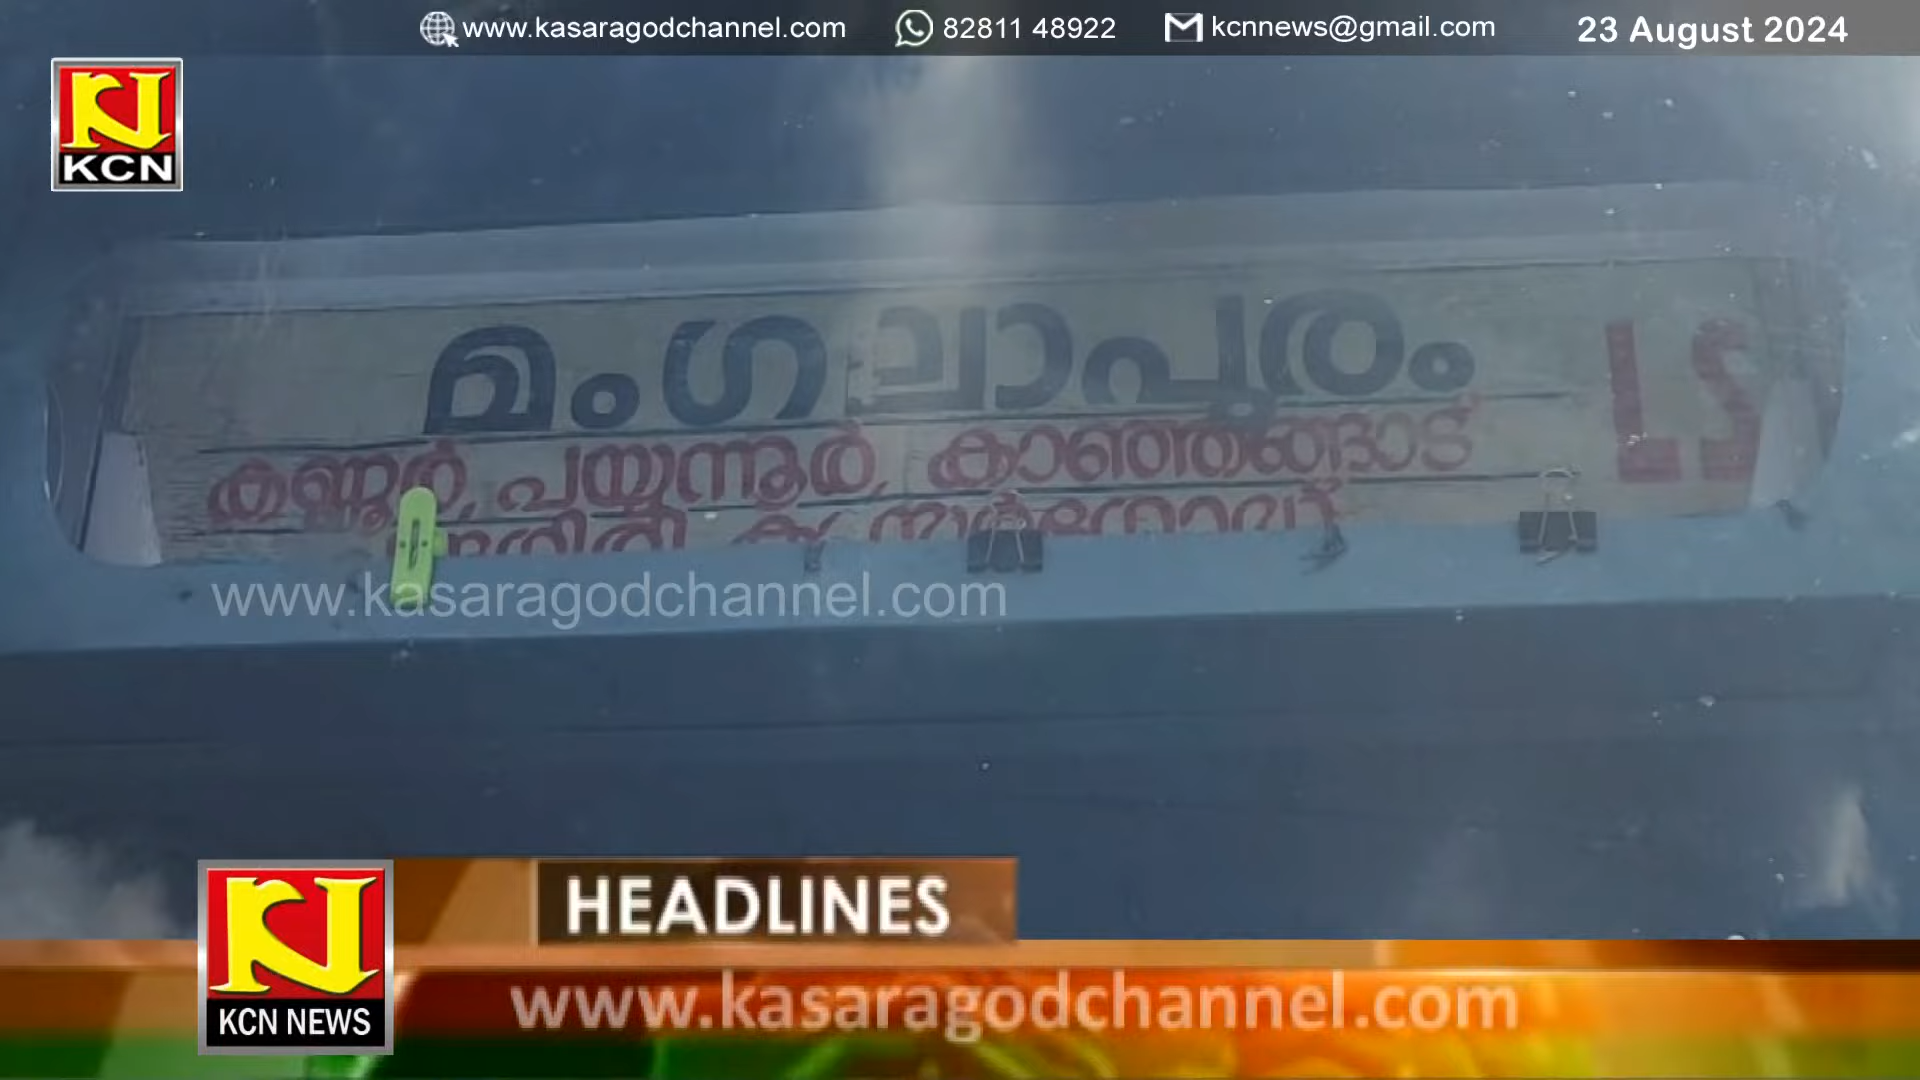 www.kasaragodchannel.com 82811 48922 kcnnews@gmail.com 23 August 2024
KCN
മംഗലാപുരം
LS
കണ്ണൂർ, പയ്യന്നൂർ, കാഞ്ഞങ്ങാട്
www.kasaragodchannel.com
HEADLINES
KCN NEWS
www.kasaragodchannel.com